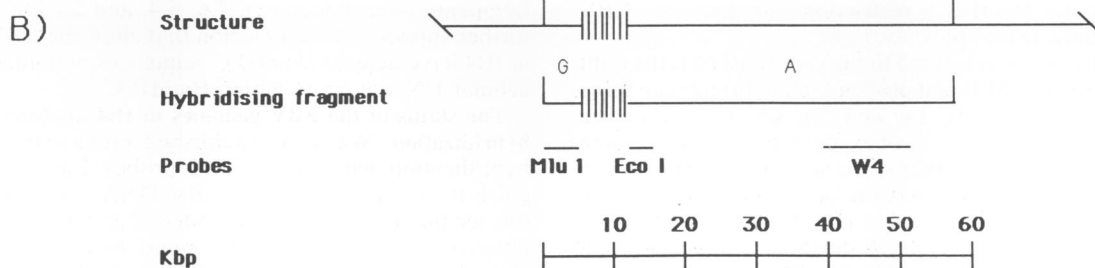 B)
Structure
G A
Hybridising fragment
Probes Mlu 1 Eco I W4
10 20 30 40 50 60
Kbp